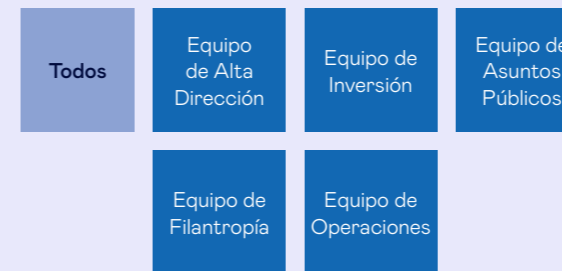 Todos
Equipo
de Alta
Dirección
Equipo de
Inversión
Equipo de
Asuntos
Públicos
Equipo de
Filantropía
Equipo de
Operaciones